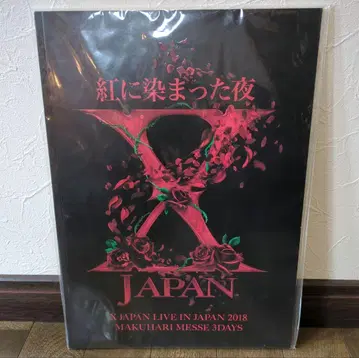 紅に染まった夜
X
JAPAN
X JAPAN LIVE IN JAPAN 2018
MAKUHARI MESSE 3DAYS